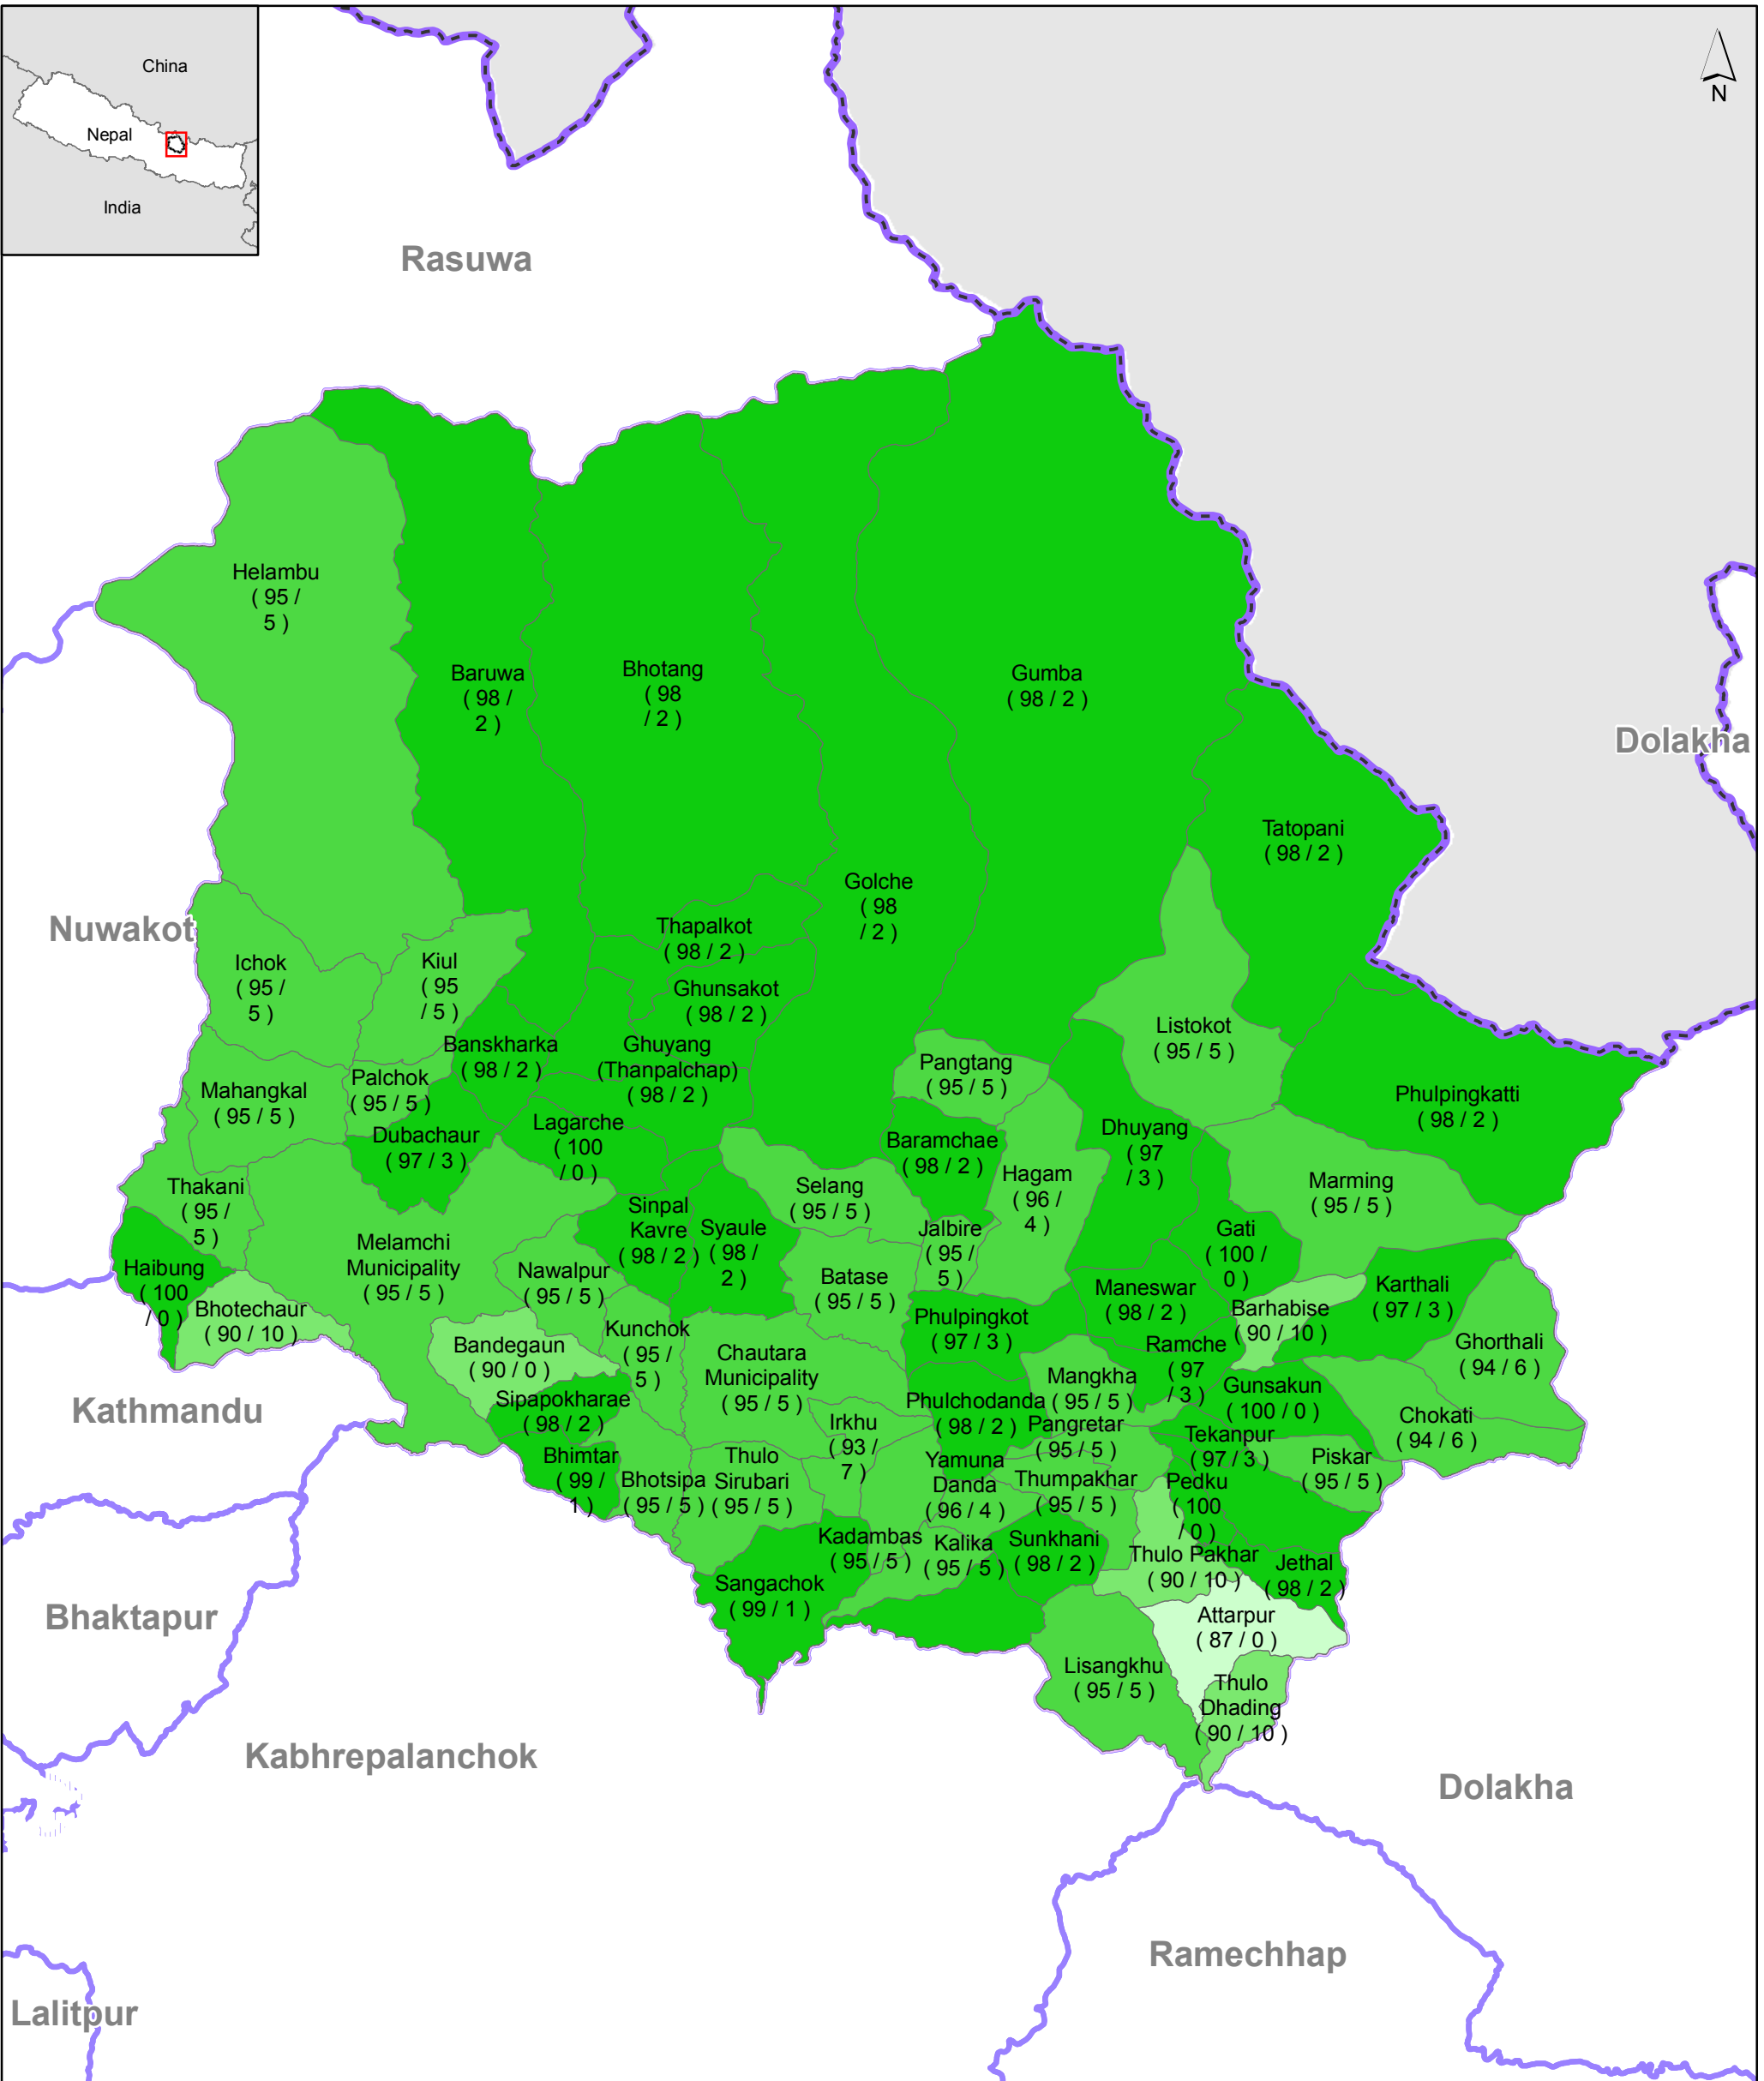 China
Nepal
India
N
Rasuwa
Helambu
( 95 /
5 )
Baruwa
( 98 /
2 )
Bhotang
( 98
/ 2 )
Gumba
( 98 / 2 )
Dolakha
Tatopani
( 98 / 2 )
Golche
( 98
/ 2 )
Nuwakot
Thapalkot
( 98 / 2 )
Ichok
( 95 /
5 )
Kiul
( 95
/ 5 )
Ghunsakot
( 98 / 2 )
Listokot
( 95 / 5 )
Banskharka
( 98 / 2 )
Ghuyang
(Thanpalchap)
( 98 / 2 )
Pangtang
( 95 / 5 )
Mahangkal
( 95 / 5 )
Palchok
( 95 / 5 )
Phulpingkatti
( 98 / 2 )
Dubachaur
( 97 / 3 )
Lagarche
( 100
/ 0 )
Baramchae
( 98 / 2 )
Dhuyang
( 97
/ 3 )
Hagam
( 96 /
4 )
Marming
( 95 / 5 )
Thakani
( 95 /
5 )
Selang
( 95 / 5 )
Sinpal
Kavre
( 98 / 2 )
Syaule
( 98 /
2 )
Jalbire
( 95 /
5 )
Gati
( 100 /
0 )
Melamchi
Municipality
( 95 / 5 )
Haibung
( 100
/ 0 )
Nawalpur
( 95 / 5 )
Batase
( 95 / 5 )
Maneswar
( 98 / 2 )
Karthali
( 97 / 3 )
Bhotechaur
( 90 / 10 )
Barhabise
( 90 / 10 )
Phulpingkot
( 97 / 3 )
Kunchok
( 95 /
5 )
Bandegaun
( 90 / 0 )
Ramche
( 97
/ 3 )
Ghorthali
( 94 / 6 )
Chautara
Municipality
( 95 / 5 )
Mangkha
( 95 / 5 )
Gunsakun
( 100 / 0 )
Kathmandu
Sipapokharae
( 98 / 2 )
Phulchodanda
( 98 / 2 )
Irkhu
( 93 /
7 )
Pangretar
( 95 / 5 )
Chokati
( 94 / 6 )
Tekanpur
( 97 / 3 )
Bhimtar
( 99 /
1 )
Thulo
Sirubari
( 95 / 5 )
Yamuna
Danda
( 96 / 4 )
Piskar
( 95 / 5 )
Bhotsipa
( 95 / 5 )
Thumpakhar
( 95 / 5 )
Pedku
( 100
/ 0 )
Kadambas
( 95 / 5 )
Kalika
( 95 / 5 )
Sunkhani
( 98 / 2 )
Thulo Pakhar
( 90 / 10 )
Jethal
( 98 / 2 )
Sangachok
( 99 / 1 )
Bhaktapur
Attarpur
( 87 / 0 )
Lisangkhu
( 95 / 5 )
Thulo
Dhading
( 90 / 10 )
Kabhrepalanchok
Dolakha
Ramechhap
Lalitpur